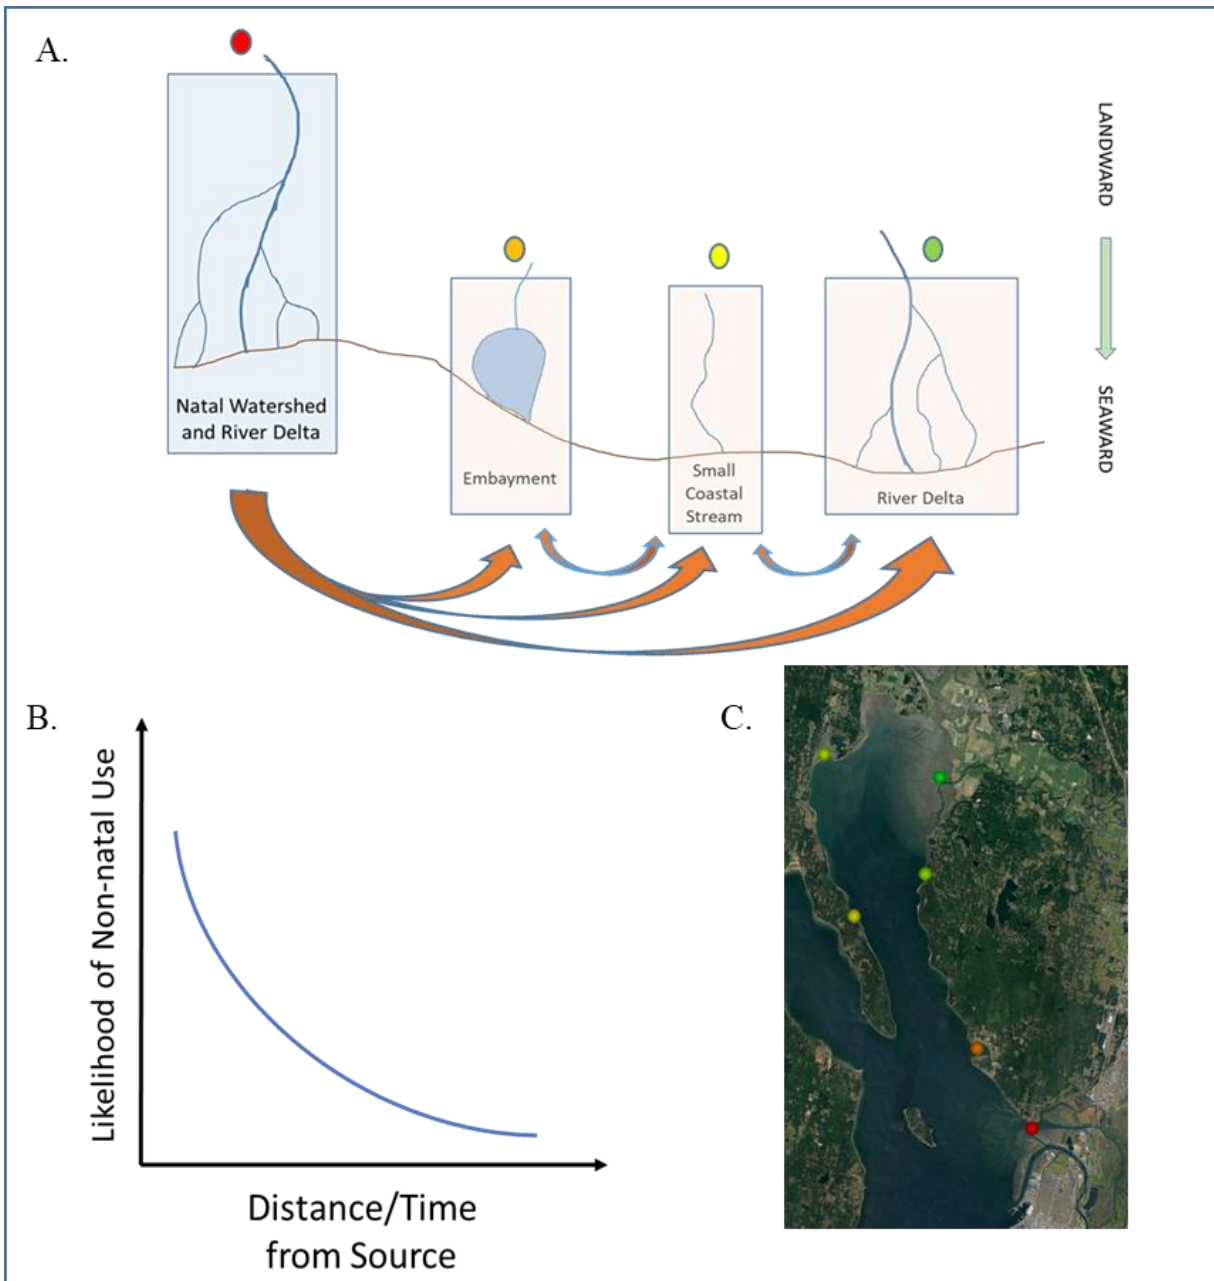 A.
LANDWARD
SEAWARD
Natal Watershed
and River Delta
Embayment
Small
Coastal
Stream
River Delta
B.
Likelihood of Non-natal Use
Distance/Time
from Source
C.